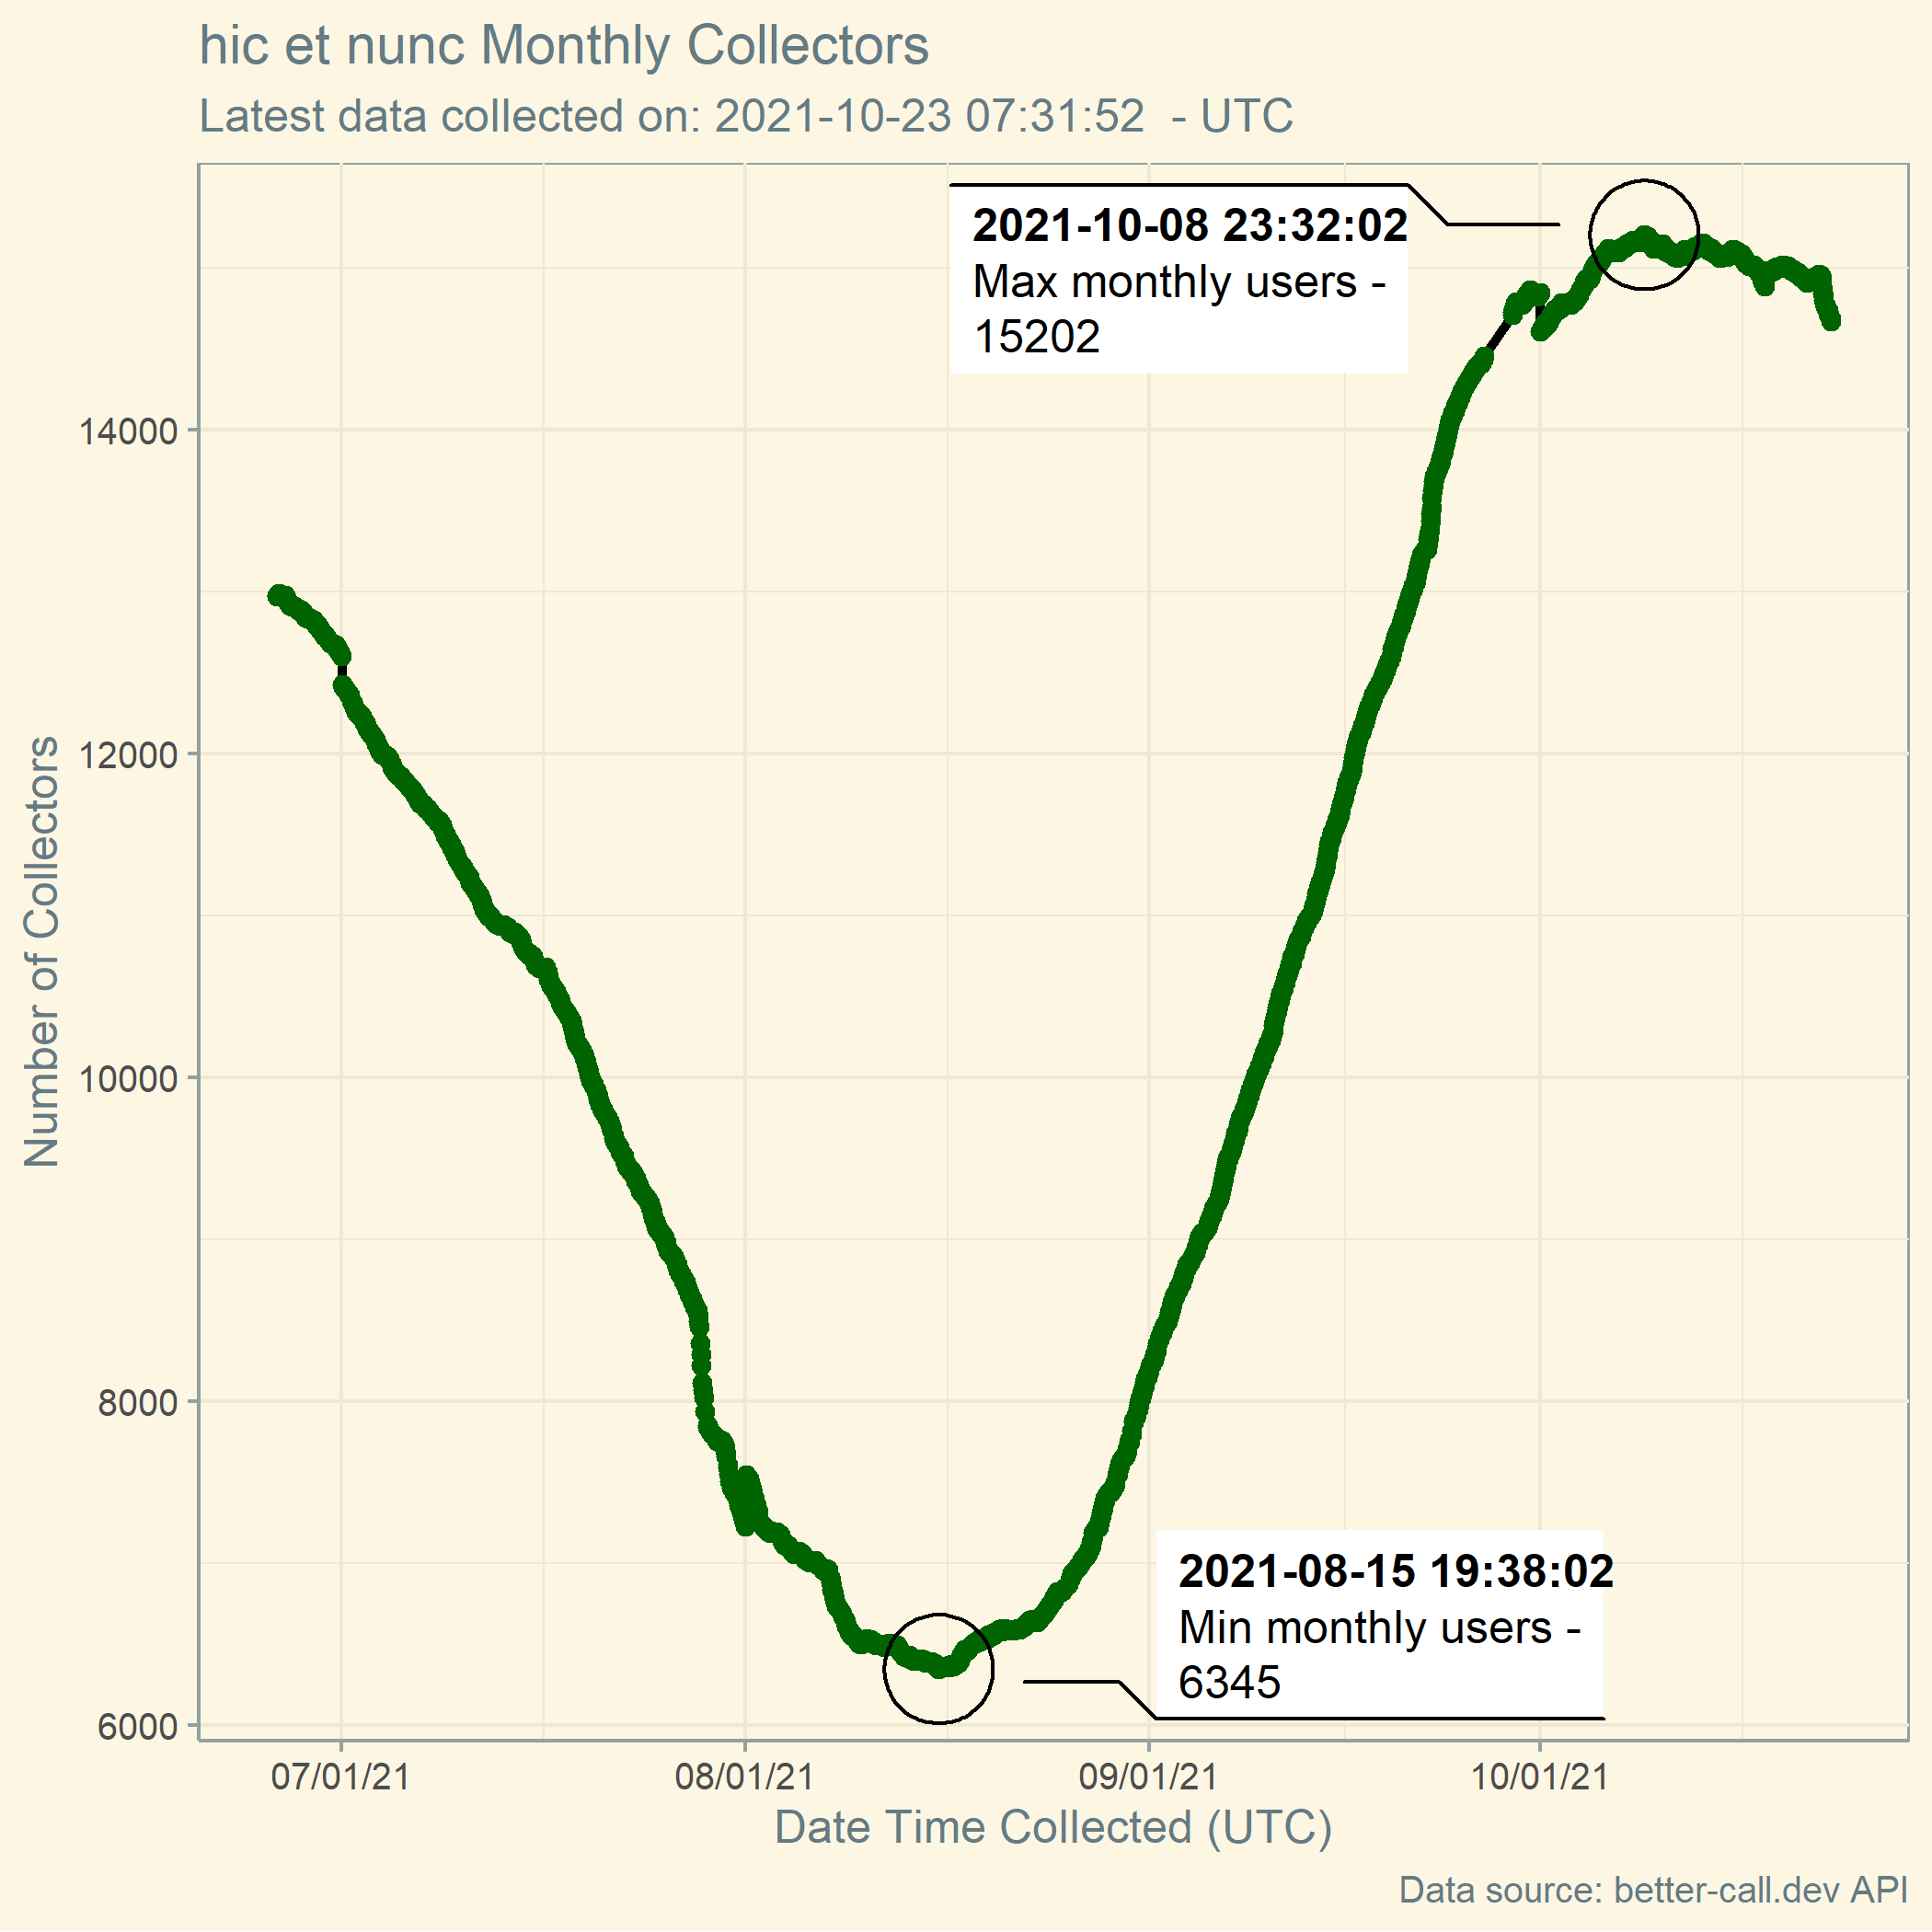 hic et nunc Monthly Collectors
Latest data collected on: 2021-10-23 07:31:52  - UTC
2021-10-08 23:32:02
Max monthly users -
15202
14000
12000
10000
8000
6000
Number of Collectors
2021-08-15 19:38:02
Min monthly users -
6345
07/01/21
08/01/21
09/01/21
10/01/21
Date Time Collected (UTC)
Data source: better-call.dev API